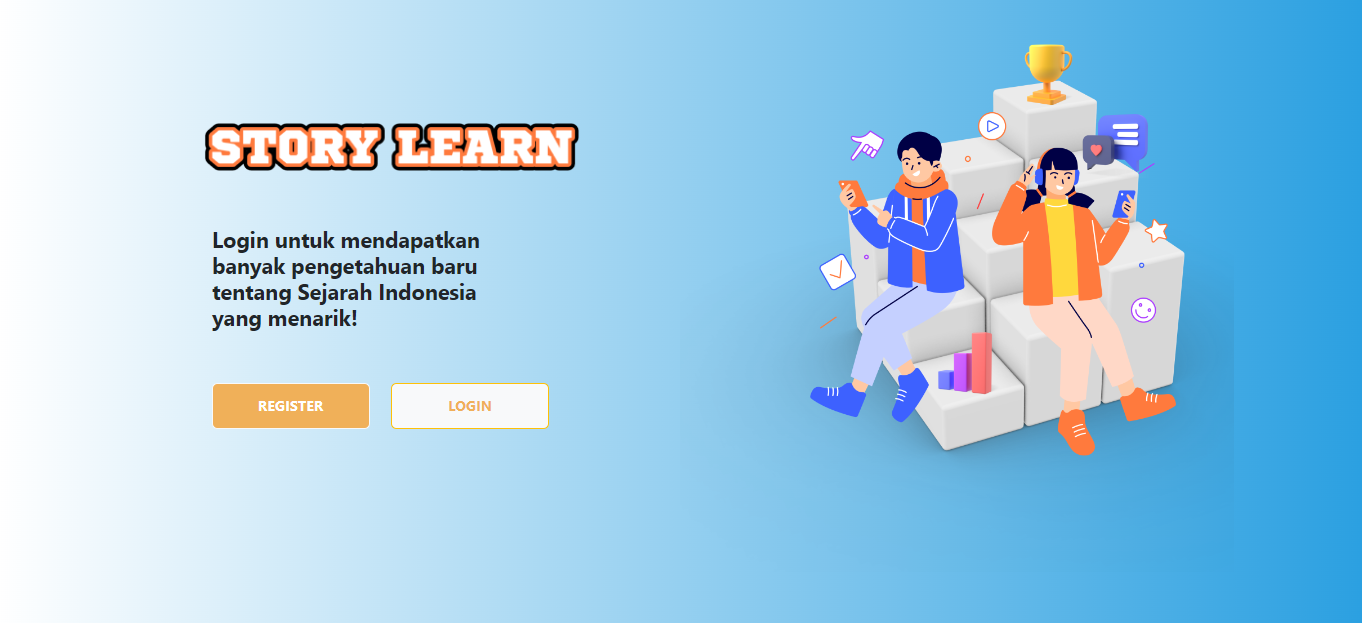 STORY LEARN
Login untuk mendapatkan
banyak pengetahuan baru
tentang Sejarah Indonesia
yang menarik!
REGISTER
LOGIN